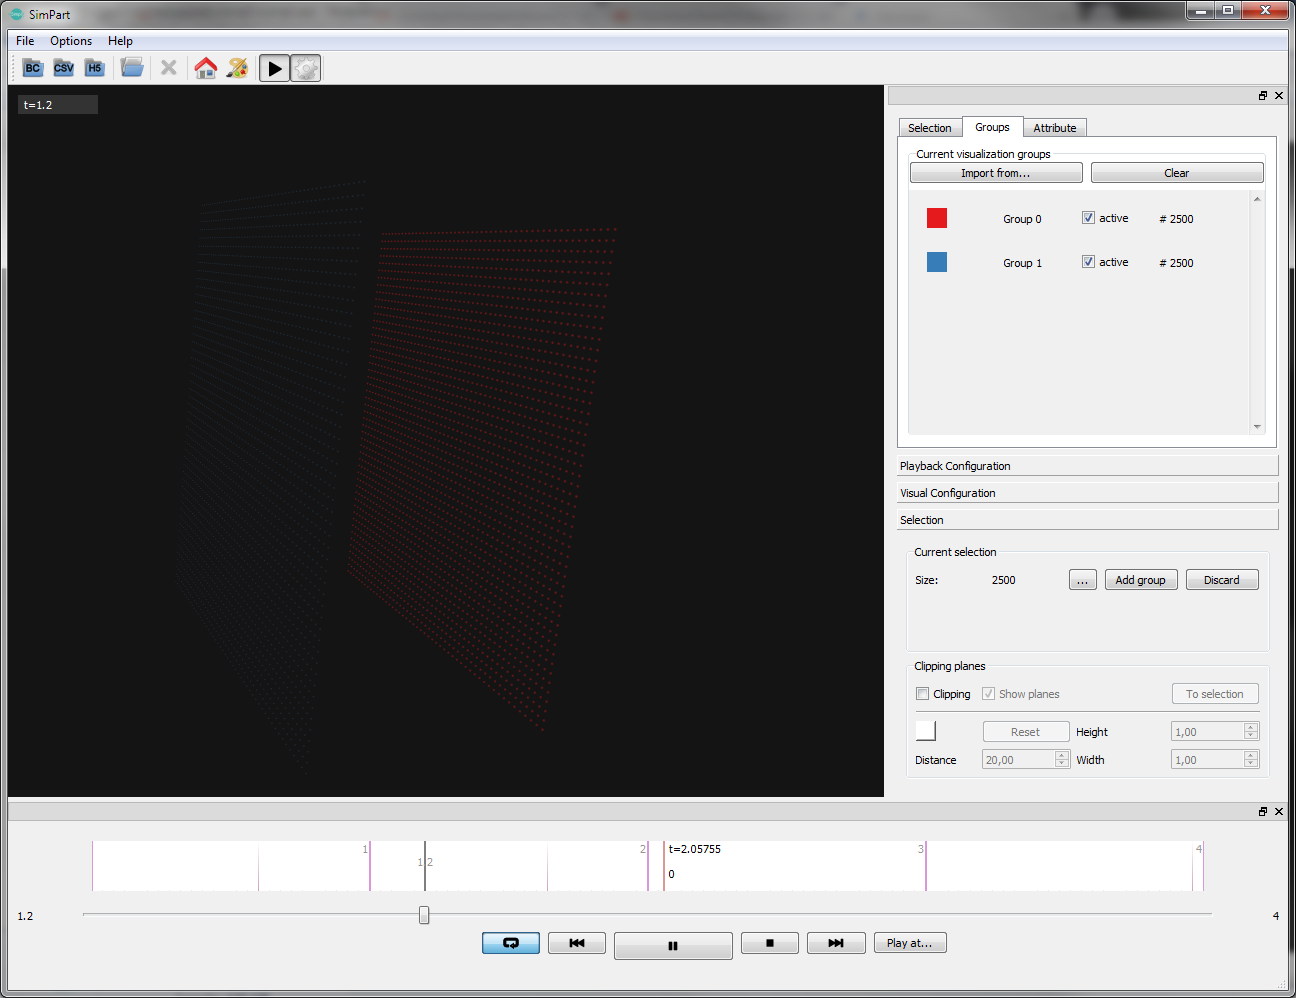 SimPart
File Options Help
BC CSV H5
t=1.2
Selection Groups Attribute
Current visualization groups
Import from... Clear
Group 0 active # 2500
Group 1 active # 2500
Playback Configuration
Visual Configuration
Selection
Current selection
Size: 2500 ... Add group Discard
Clipping planes
Clipping Show planes To selection
Reset Height 1,00
Distance 20,00 Width 1,00
1 2 t=2.05755 3 4
1.2
0
1.2 4
Play at...